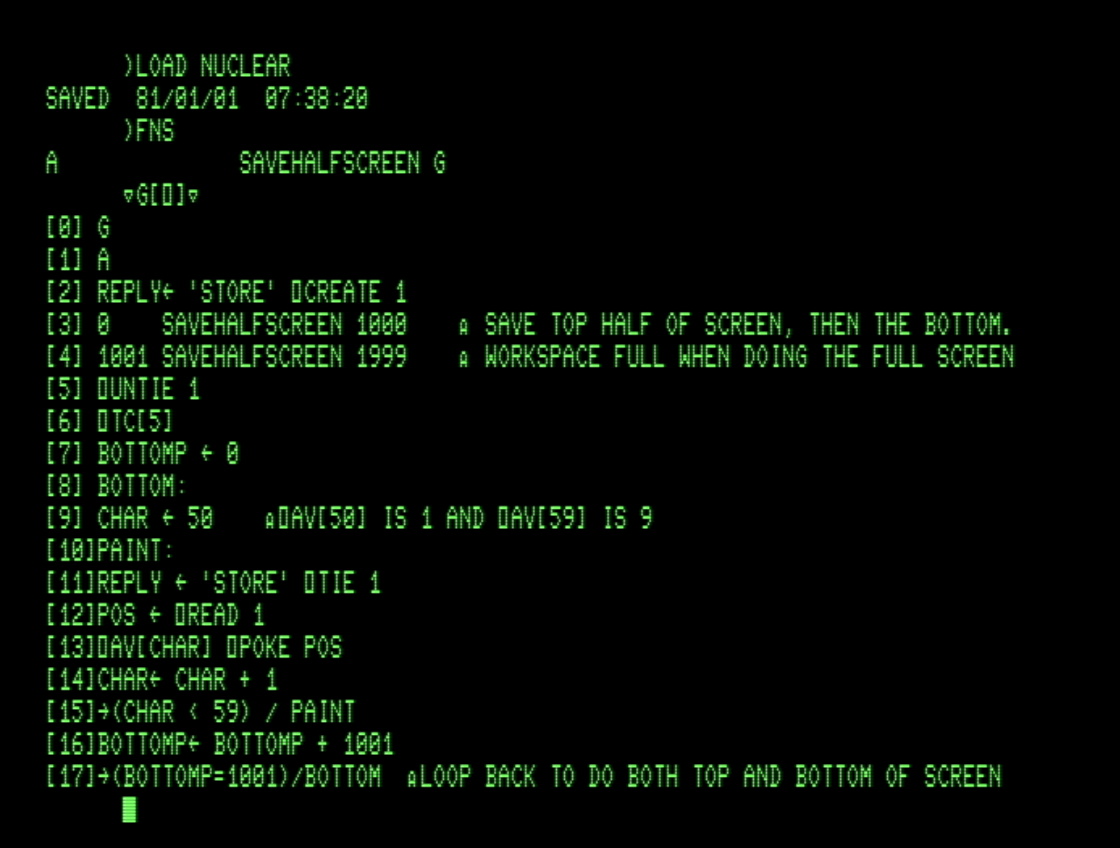 )LOAD NUCLEAR
SAVED  81/01/01  07:38:20
)FNS
A              SAVEHALFSCREEN G
∇G[⎕]∇
[0] G
[1] A
[2] REPLY← 'STORE' ⎕CREATE 1
[3] 0    SAVEHALFSCREEN 1000    ⍝ SAVE TOP HALF OF SCREEN, THEN THE BOTTOM.
[4] 1001 SAVEHALFSCREEN 1999    ⍝ WORKSPACE FULL WHEN DOING THE FULL SCREEN
[5] ⎕UNTIE 1
[6] ⎕TC[5]
[7] BOTTOMP ← 0
[8] BOTTOM:
[9] CHAR ← 50    ⍝⎕AV[50] IS 1 AND ⎕AV[59] IS 9
[10]PAINT:
[11]REPLY ← 'STORE' ⎕TIE 1
[12]POS ← ⎕READ 1
[13]⎕AV[CHAR] ⎕POKE POS
[14]CHAR← CHAR + 1
[15]→(CHAR < 59) / PAINT
[16]BOTTOMP← BOTTOMP + 1001
[17]→(BOTTOMP=1001)/BOTTOM  ⍝LOOP BACK TO DO BOTH TOP AND BOTTOM OF SCREEN